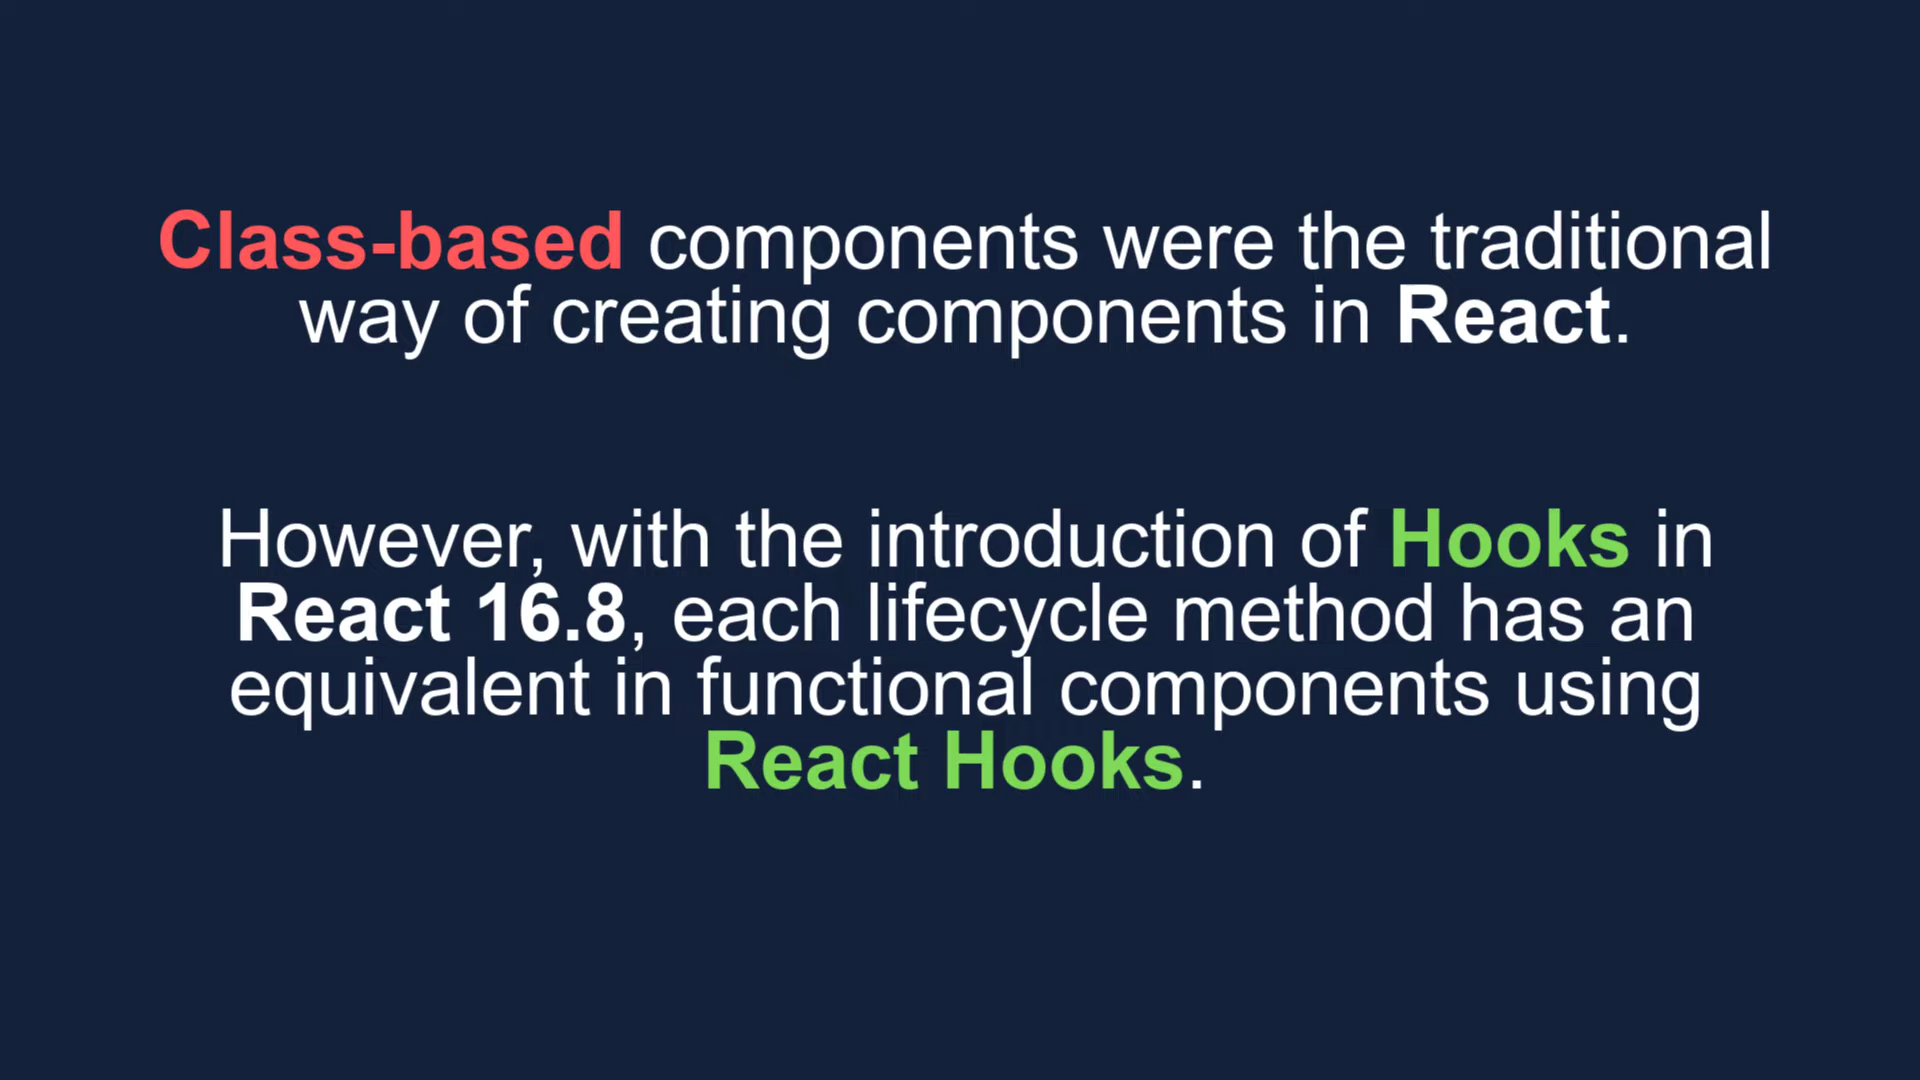 Class-based components were the traditional
way of creating components in React.
However, with the introduction of Hooks in
React 16.8, each lifecycle method has an
equivalent in functional components using
React Hooks.